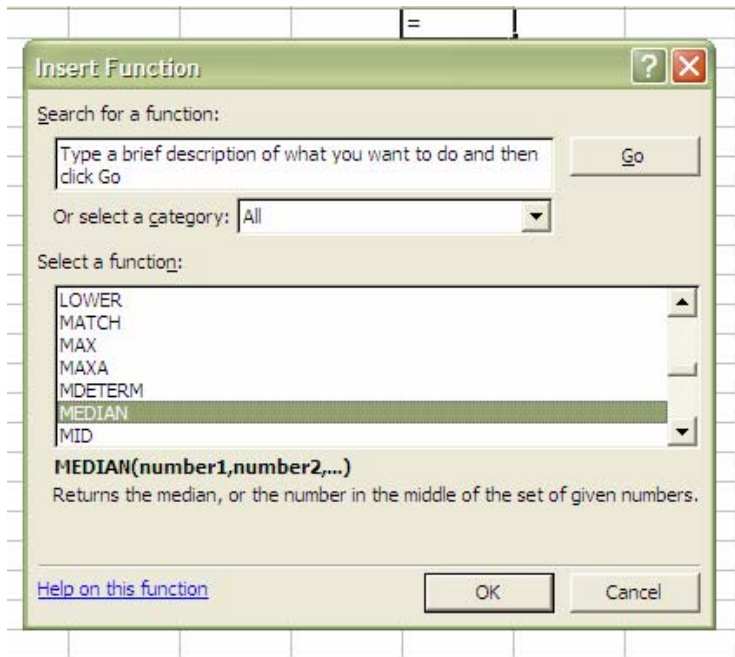 =
Insert Function
?
Search for a function:
Type a brief description of what you want to do and then
click Go
Go
Or select a category: All
Select a function:
LOWER
MATCH
MAX
MAXA
MDETERM
MEDIAN
MID
MEDIAN(number1,number2,...)
Returns the median, or the number in the middle of the set of given numbers.
Help on this function
OK
Cancel